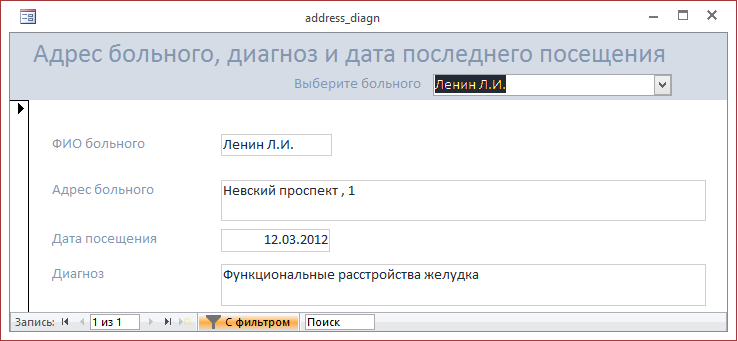 address_diagn
Адрес больного, диагноз и дата последнего посещения
Выберите больного Ленин Л.И.
ФИО больного Ленин Л.И.
Адрес больного Невский проспект , 1
Дата посещения 12.03.2012
Диагноз Функциональные расстройства желудка
Запись: 1 из 1 С фильтром Поиск